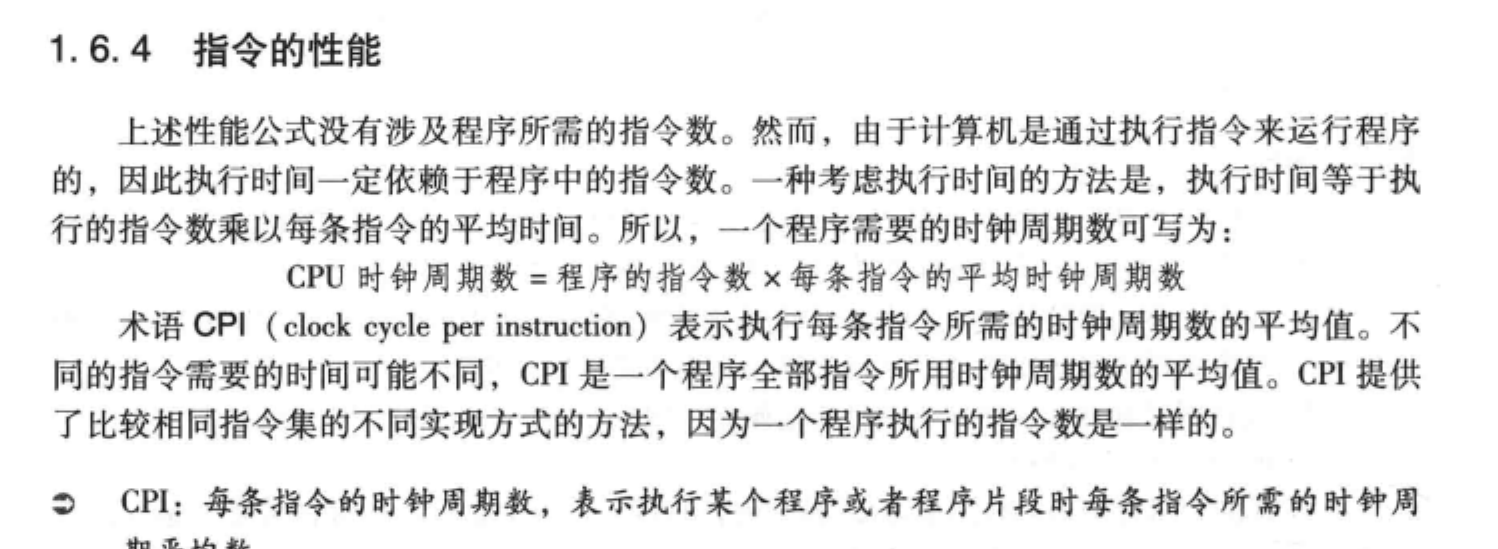 1.6.4 指令的性能
上述性能公式没有涉及程序所需的指令数。然而，由于计算机是通过执行指令来运行程序
的，因此执行时间一定依赖于程序中的指令数。一种考虑执行时间的方法是，执行时间等于执
行的指令数乘以每条指令的平均时间。所以，一个程序需要的时钟周期数可写为：
CPU 时钟周期数 = 程序的指令数 × 每条指令的平均时钟周期数
术语 CPI（clock cycle per instruction）表示执行每条指令所需的时钟周期数的平均值。不
同的指令需要的时间可能不同，CPI 是一个程序全部指令所用时钟周期数的平均值。CPI 提供
了比较相同指令集的不同实现方式的方法，因为一个程序执行的指令数是一样的。
➲ CPI：每条指令的时钟周期数，表示执行某个程序或者程序片段时每条指令所需的时钟周
期平均数